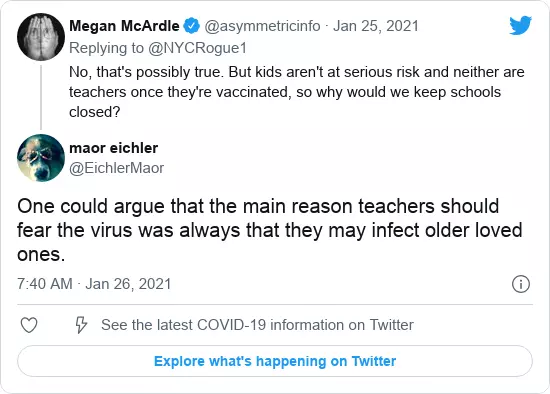 Megan McArdle @asymmetricinfo · Jan 25, 2021
Replying to @NYCRogue1
No, that's possibly true. But kids aren't at serious risk and neither are
teachers once they're vaccinated, so why would we keep schools
closed?
maor eichler
@EichlerMaor
One could argue that the main reason teachers should
fear the virus was always that they may infect older loved
ones.
7:40 AM · Jan 26, 2021
See the latest COVID-19 information on Twitter
Explore what's happening on Twitter